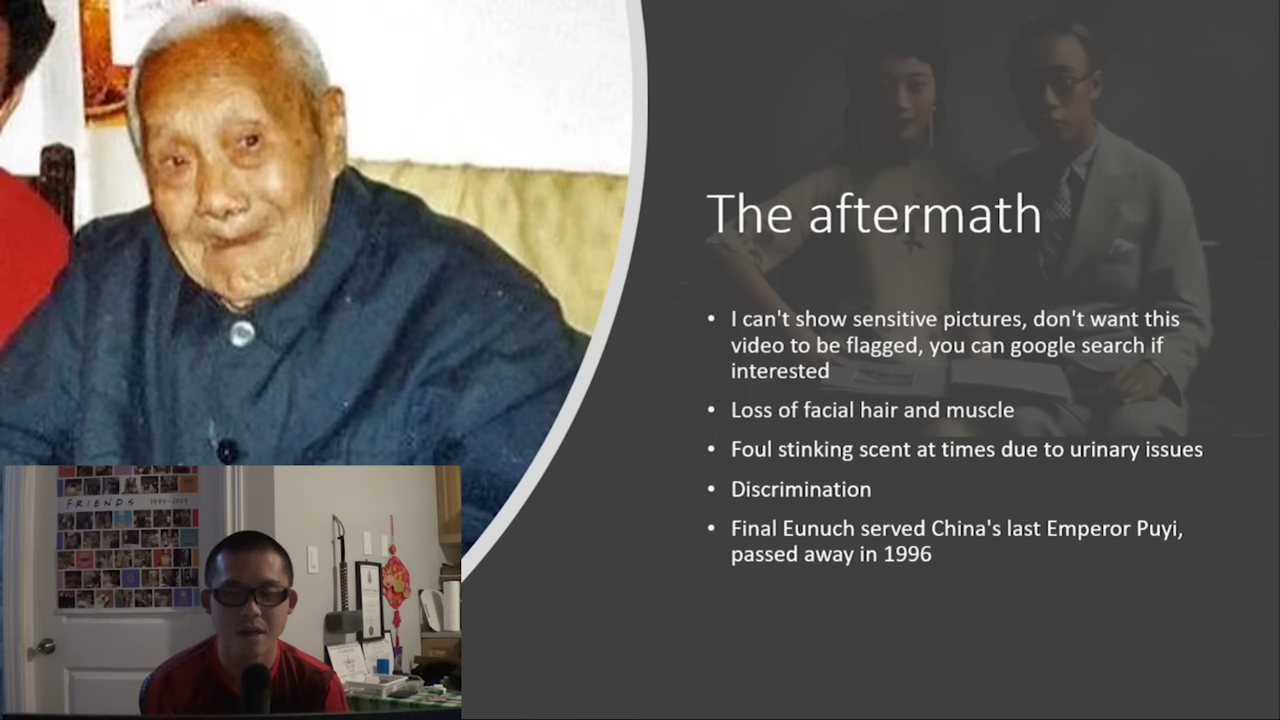 The aftermath
• I can't show sensitive pictures, don't want this
video to be flagged, you can google search if
interested
• Loss of facial hair and muscle
• Foul stinking scent at times due to urinary issues
• Discrimination
• Final Eunuch served China's last Emperor Puyi,
passed away in 1996
FRIENDS